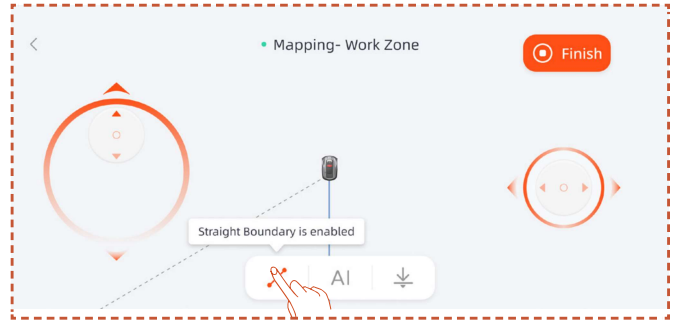 Mapping- Work Zone
Finish
Straight Boundary is enabled
AI